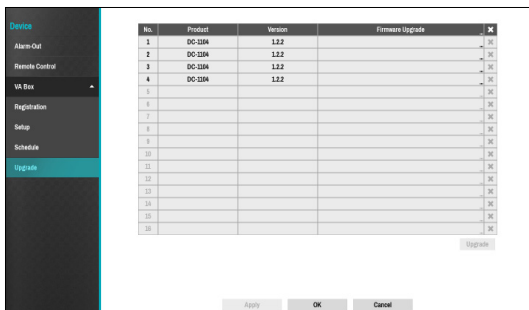 Device
Alarm-Out
Remote Control
VA Box
Registration
Setup
Schedule
Upgrade
No. Product Version Firmware Upgrade
1 DC-1104 1.2.2
2 DC-1104 1.2.2
3 DC-1104 1.2.2
4 DC-1104 1.2.2
5
6
7
8
9
10
11
12
13
14
15
16
Upgrade
Apply OK Cancel